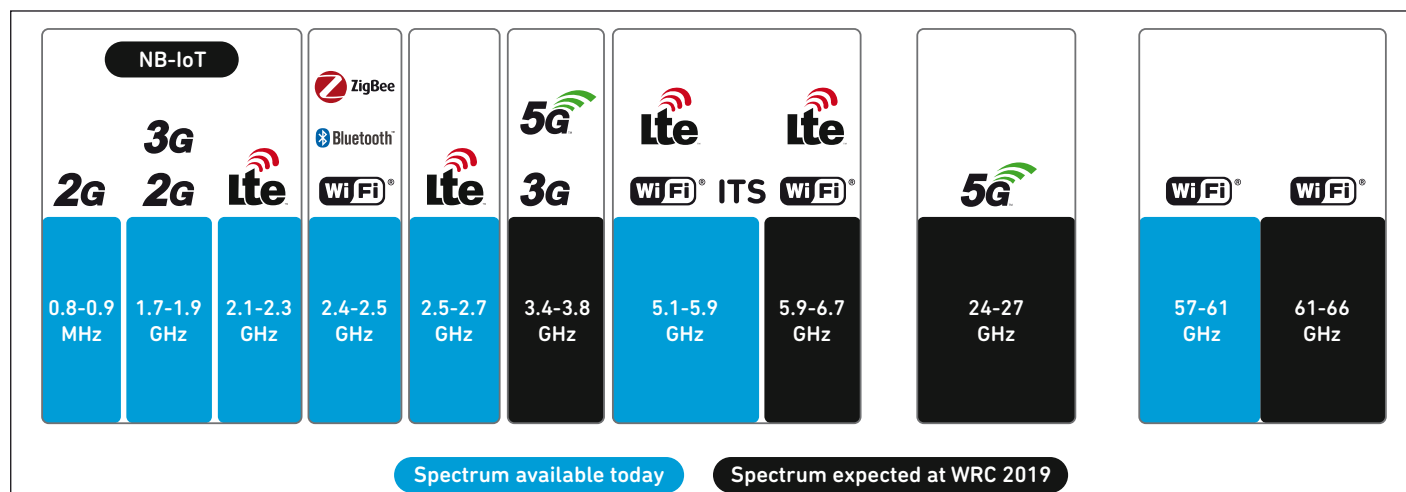 NB-IoT
2G
3G
2G
Lte
ZigBee
Bluetooth™
WiFi®
Lte
5G
3G
Lte
WiFi®
ITS
Lte
WiFi®
5G
WiFi®
WiFi®
0.8-0.9
MHz
1.7-1.9
GHz
2.1-2.3
GHz
2.4-2.5
GHz
2.5-2.7
GHz
3.4-3.8
GHz
5.1-5.9
GHz
5.9-6.7
GHz
24-27
GHz
57-61
GHz
61-66
GHz
Spectrum available today
Spectrum expected at WRC 2019